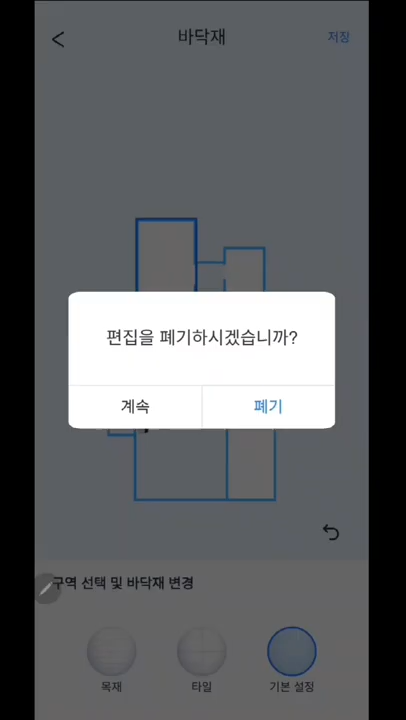 바닥재
저장
편집을 폐기하시겠습니까?
계속
폐기
구역 선택 및 바닥재 변경
목재
타일
기본 설정